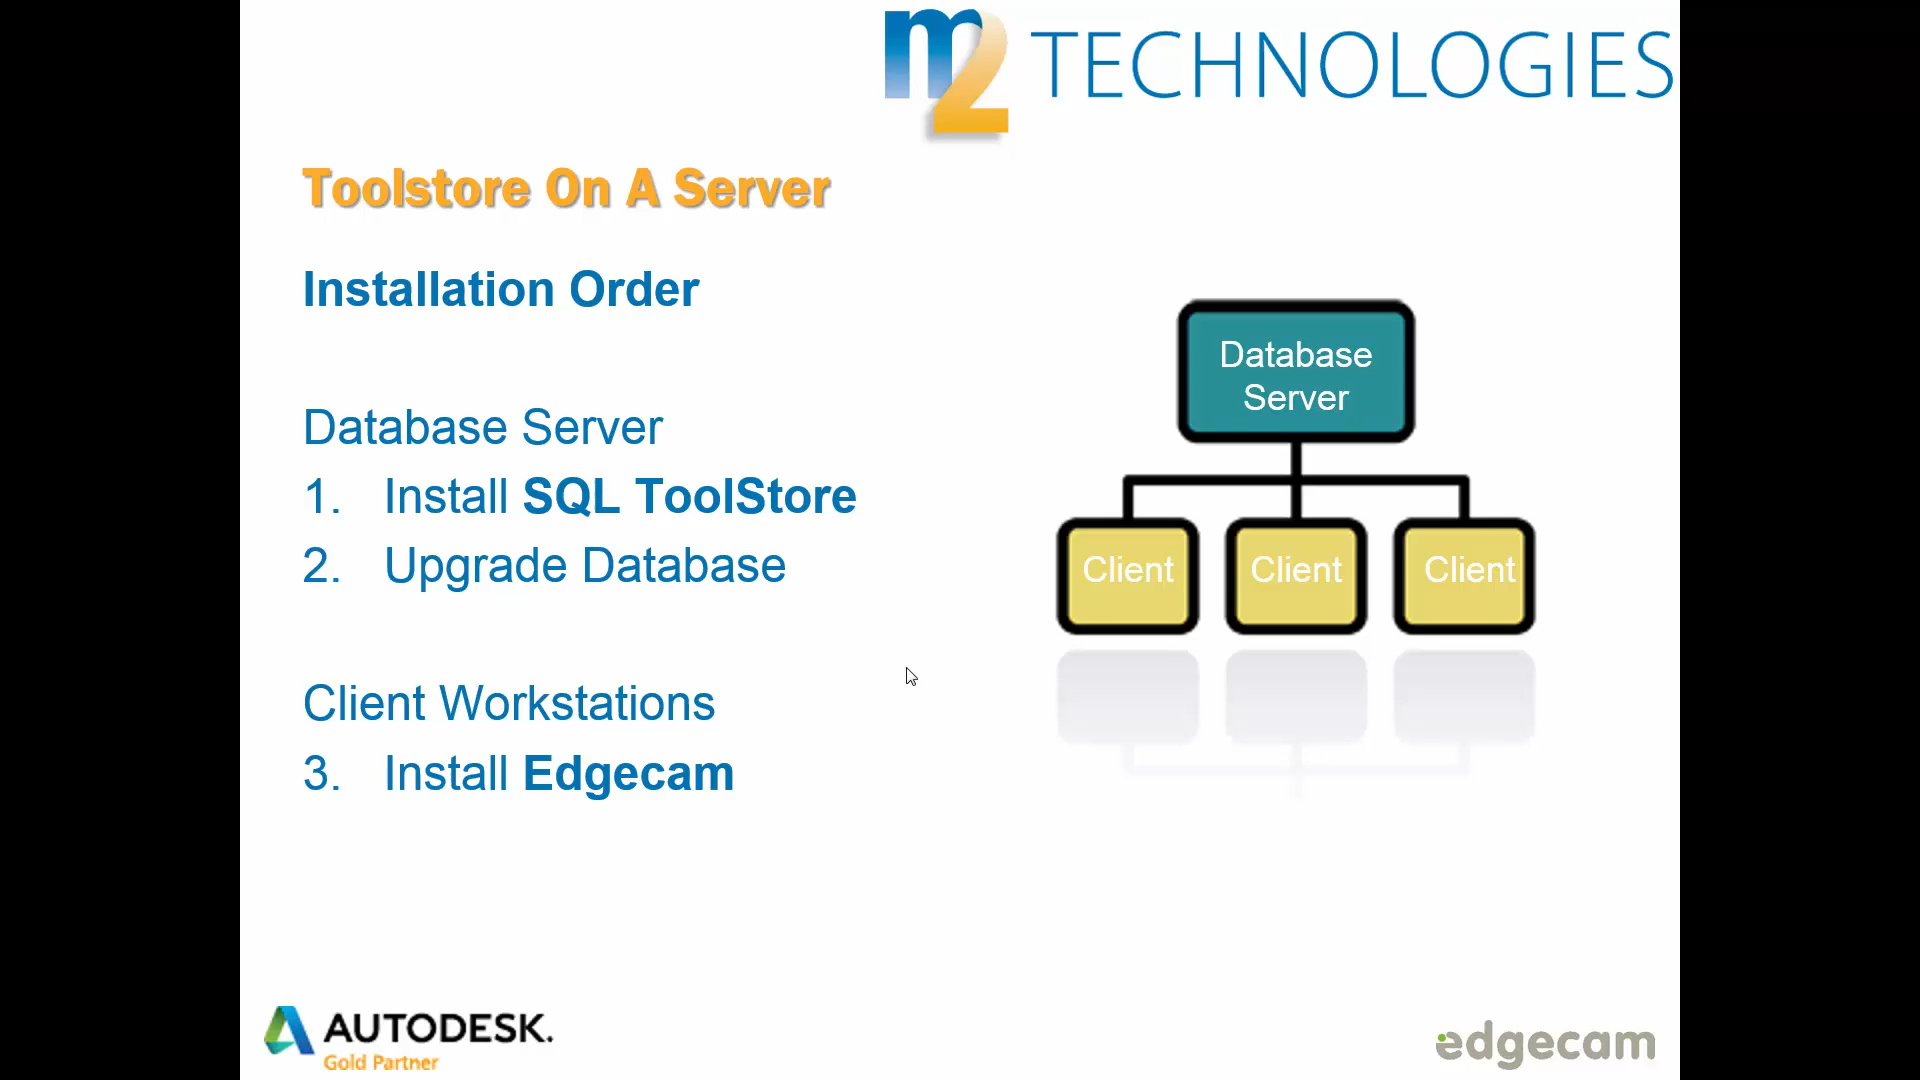 m2 TECHNOLOGIES
Toolstore On A Server
Installation Order
Database Server
1. Install SQL ToolStore
2. Upgrade Database
Client Workstations
3. Install Edgecam
Database
Server
Client Client Client
AUTODESK.
Gold Partner
edgecam